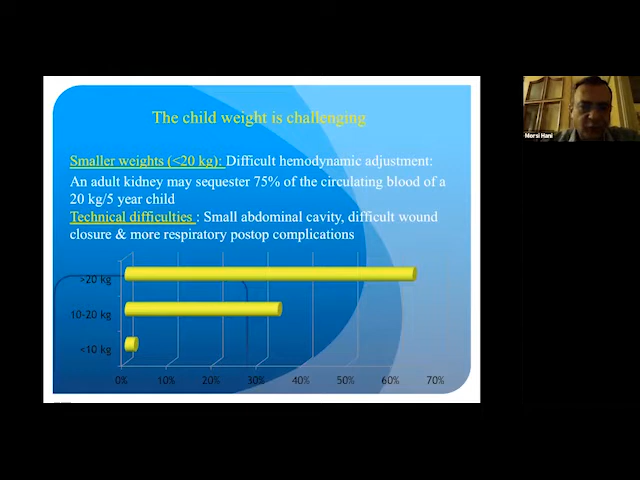 The child weight is challenging
Smaller weights (<20 kg): Difficult hemodynamic adjustment:
An adult kidney may sequester 75% of the circulating blood of a
20 kg/5 year child
Technical difficulties : Small abdominal cavity, difficult wound
closure & more respiratory postop complications
>20 kg
10-20 kg
<10 kg
0% 10% 20% 30% 40% 50% 60% 70%
Morsi Hani